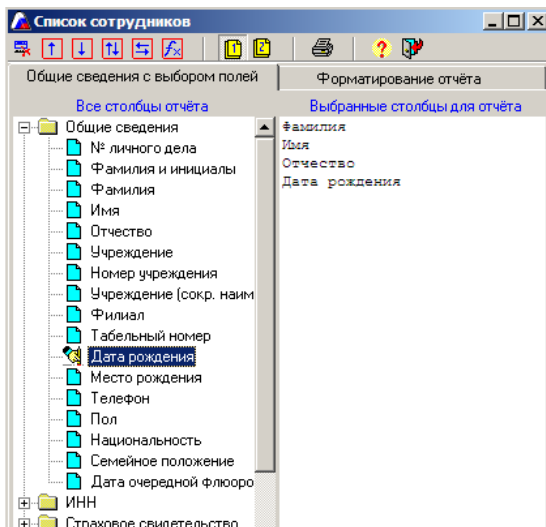 Список сотрудников
Общие сведения с выбором полей
Форматирование отчёта
Все столбцы отчёта
Выбранные столбцы для отчёта
Общие сведения
№ личного дела
Фамилия и инициалы
Фамилия
Имя
Отчество
Учреждение
Номер учреждения
Учреждение (сокр. наим
Филиал
Табельный номер
Дата рождения
Место рождения
Телефон
Пол
Национальность
Семейное положение
Дата очередной флюоро
ИНН
Страховое свидетельство
Фамилия
Имя
Отчество
Дата рождения